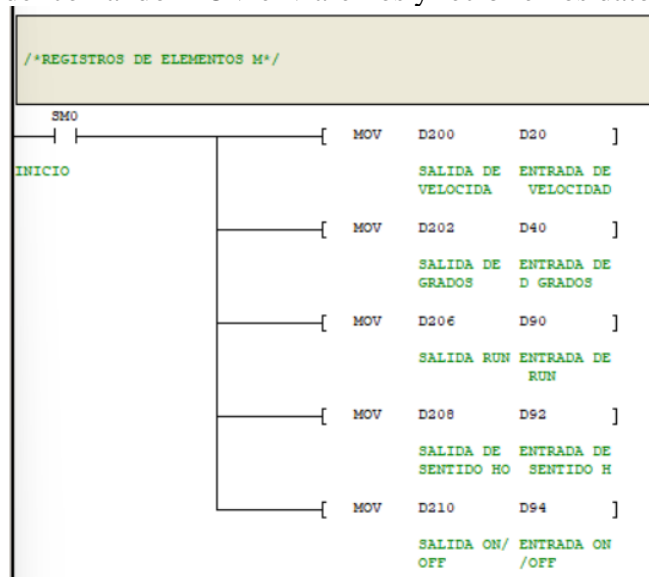 /*REGISTROS DE ELEMENTOS M*/
SM0
INICIO
[ MOV D200 D20 ]
SALIDA DE ENTRADA DE
VELOCIDA VELOCIDAD
[ MOV D202 D40 ]
SALIDA DE ENTRADA DE
GRADOS D GRADOS
[ MOV D206 D90 ]
SALIDA RUN ENTRADA DE
RUN
[ MOV D208 D92 ]
SALIDA DE ENTRADA DE
SENTIDO HO SENTIDO H
[ MOV D210 D94 ]
SALIDA ON/ ENTRADA ON
OFF /OFF